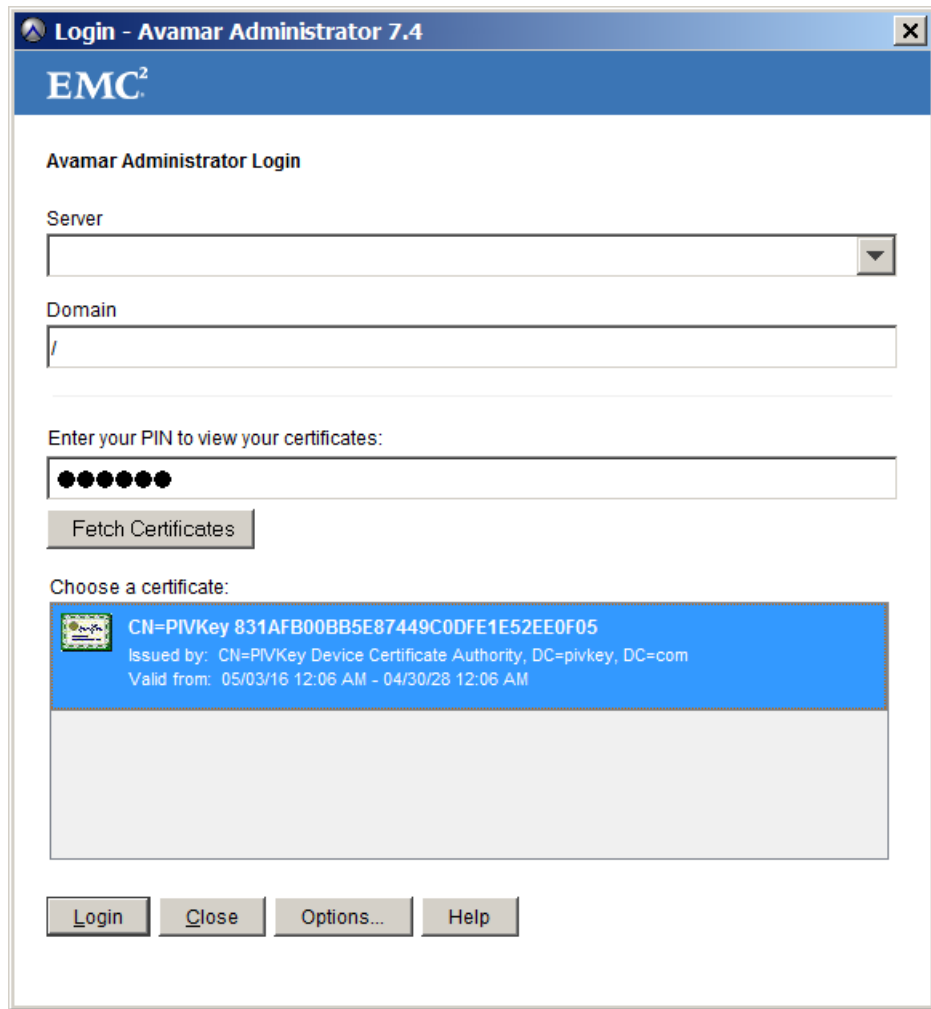 Login - Avamar Administrator 7.4
EMC²
Avamar Administrator Login
Server
Domain
/
Enter your PIN to view your certificates:
●●●●●●
Fetch Certificates
Choose a certificate:
CN=PIVKey 831AFB00BB5E87449C0DFE1E52EE0F05
Issued by: CN=PIVKey Device Certificate Authority, DC=pivkey, DC=com
Valid from: 05/03/16 12:06 AM - 04/30/28 12:06 AM
Login Close Options... Help